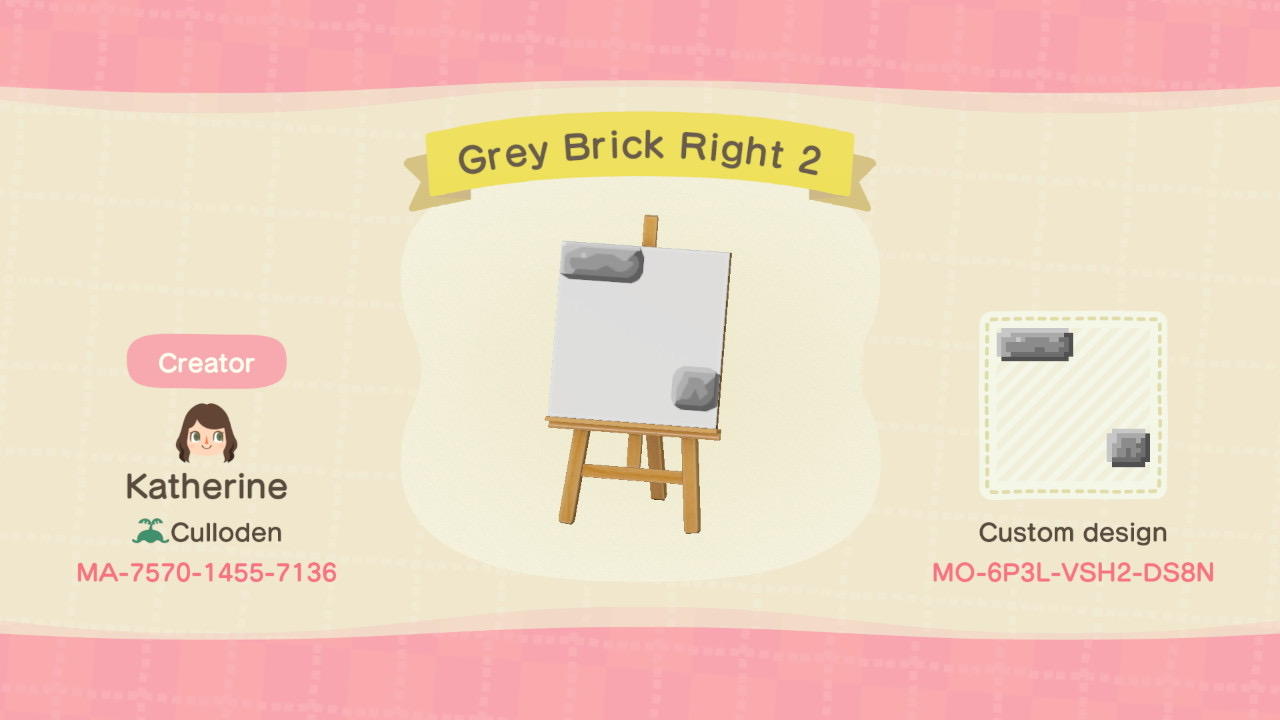 Grey Brick Right 2
Creator
Katherine
Culloden
MA-7570-1455-7136
Custom design
MO-6P3L-VSH2-DS8N